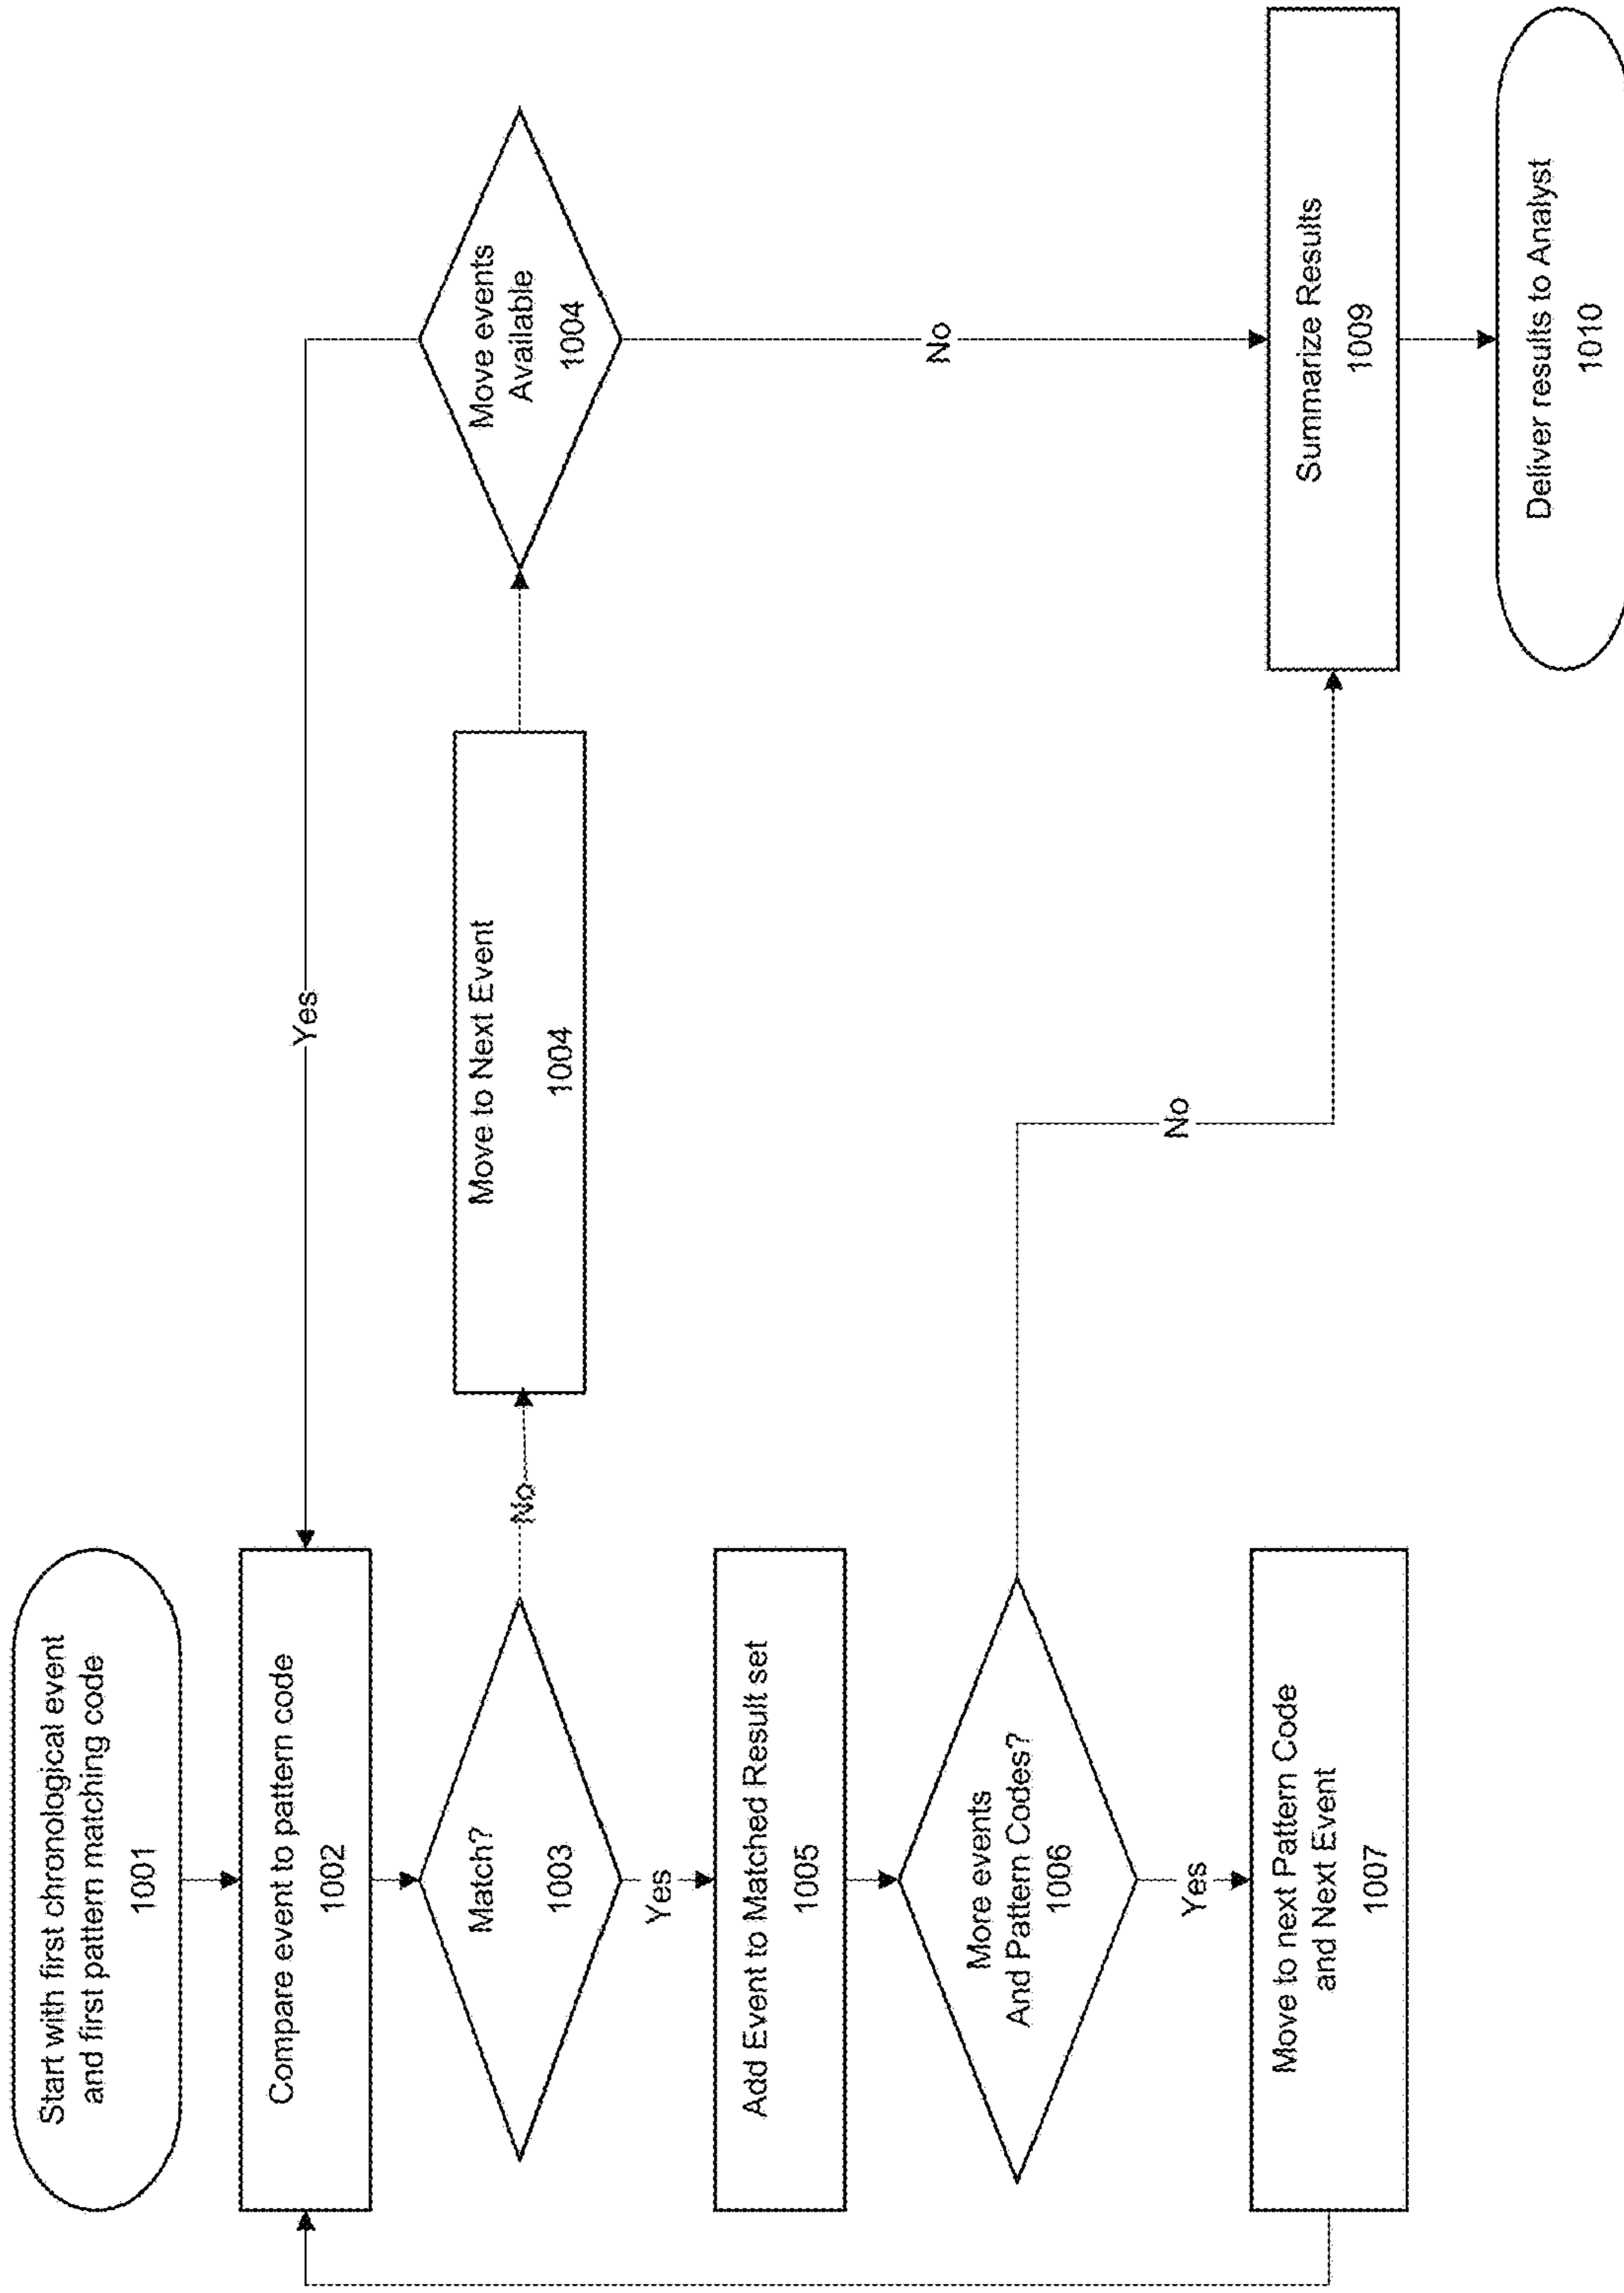 Start with first chronological event
and first pattern matching code
1001
Compare event to pattern code
1002
Match?
1003
No
Move to Next Event
1004
Move events
Available
1004
Yes
No
Yes
Add Event to Matched Result set
1005
More events
And Pattern Codes?
1006
No
Yes
Move to next Pattern Code
and Next Event
1007
Summarize Results
1009
Deliver results to Analyst
1010